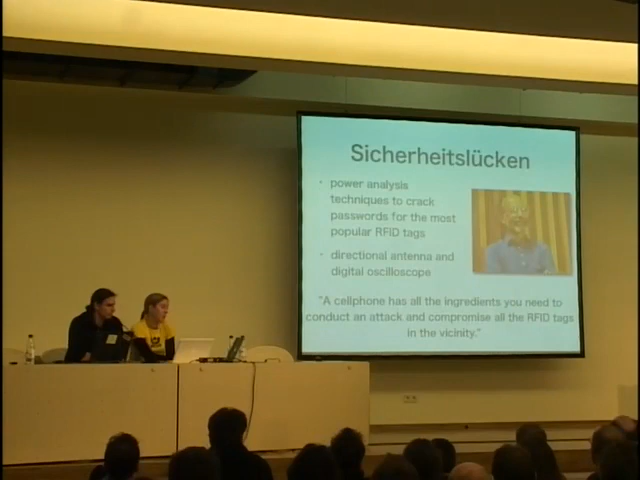 Sicherheitslücken
· power analysis
techniques to crack
passwords for the most
popular RFID tags
· directional antenna and
digital oscilloscope
"A cellphone has all the ingredients you need to
conduct an attack and compromise all the RFID tags
in the vicinity."